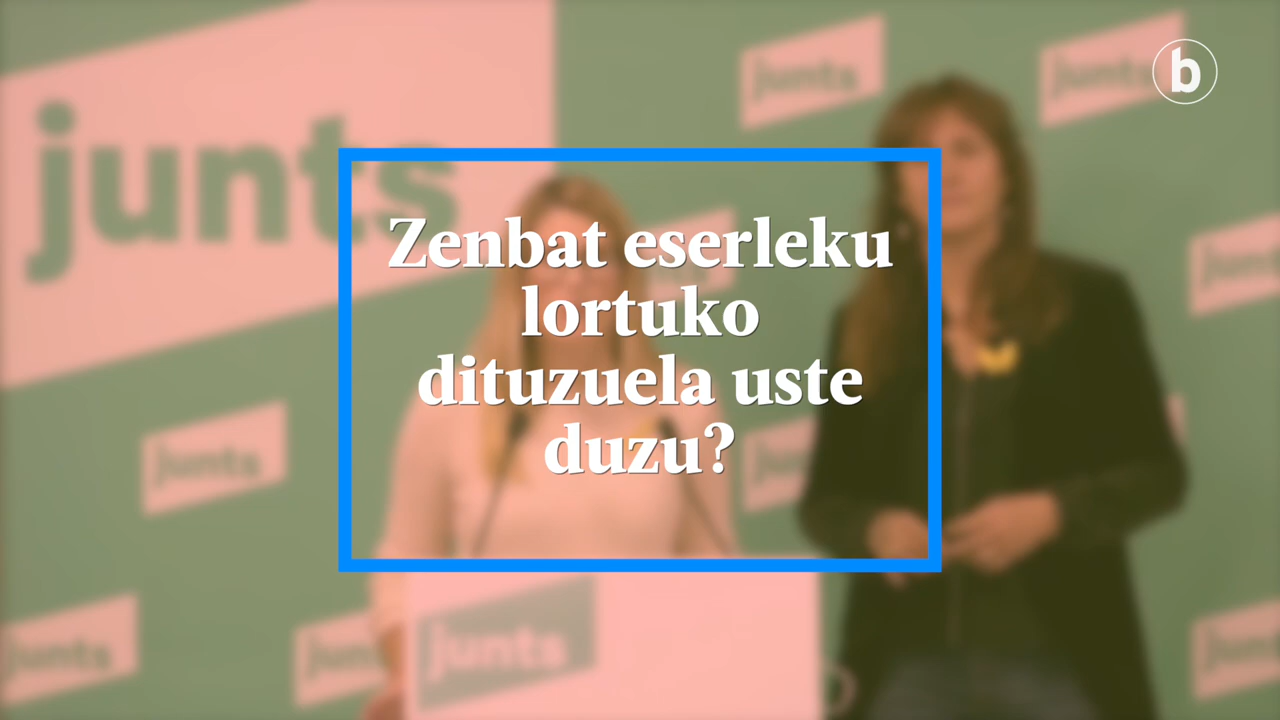 junts
junts
junts
b
Zenbat eserleku
lortuko
dituzuela uste
duzu?
junts
junts
junts
junts